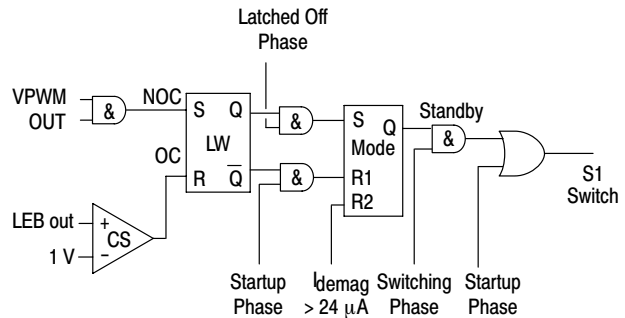 Latched Off
Phase
VPWM
OUT
&
NOC
S
Q
&
S
Q
Standby
&
LW
Mode
OC
R
Q
&
R1
R2
S1
Switch
LEB out
+
CS
1 V
−
Startup
Phase
Idemag
> 24 μA
Switching
Phase
Startup
Phase